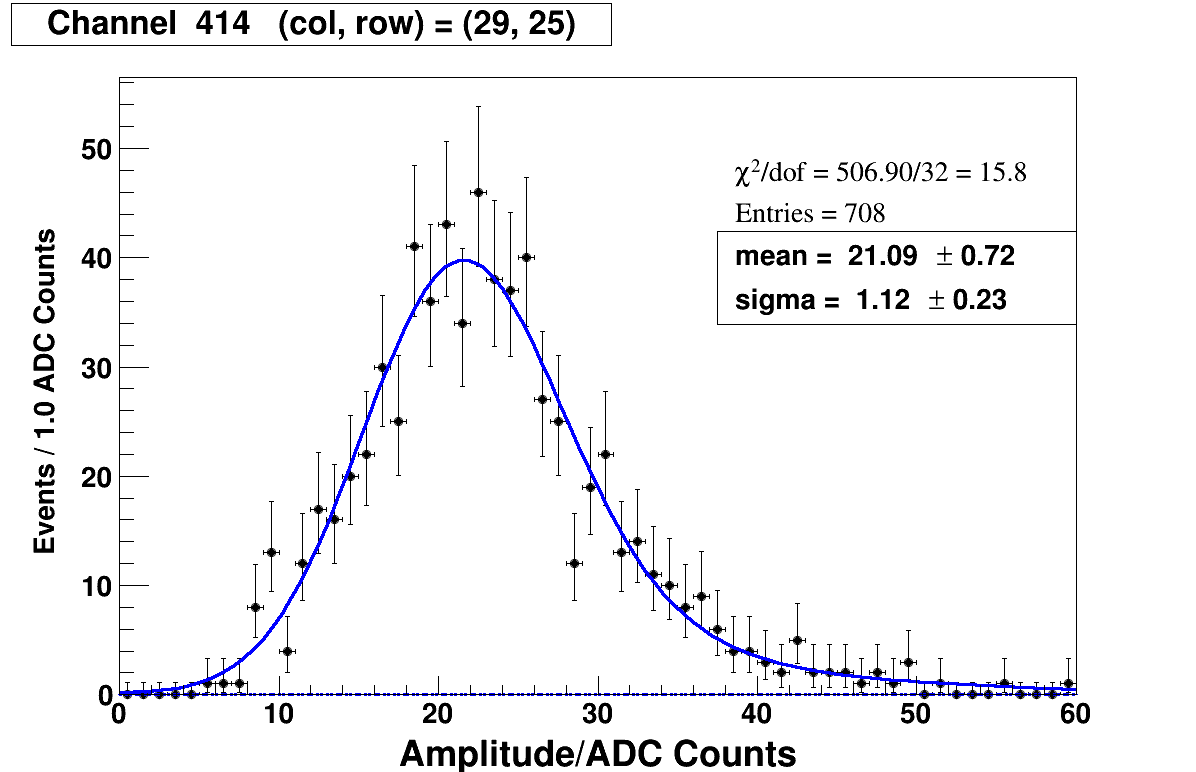 Channel 414 (col, row) = (29, 25)
χ²/dof = 506.90/32 = 15.8
Entries = 708
mean = 21.09 ± 0.72
sigma = 1.12 ± 0.23
Events / 1.0 ADC Counts
50
40
30
20
10
0
0 10 20 30 40 50 60
Amplitude/ADC Counts